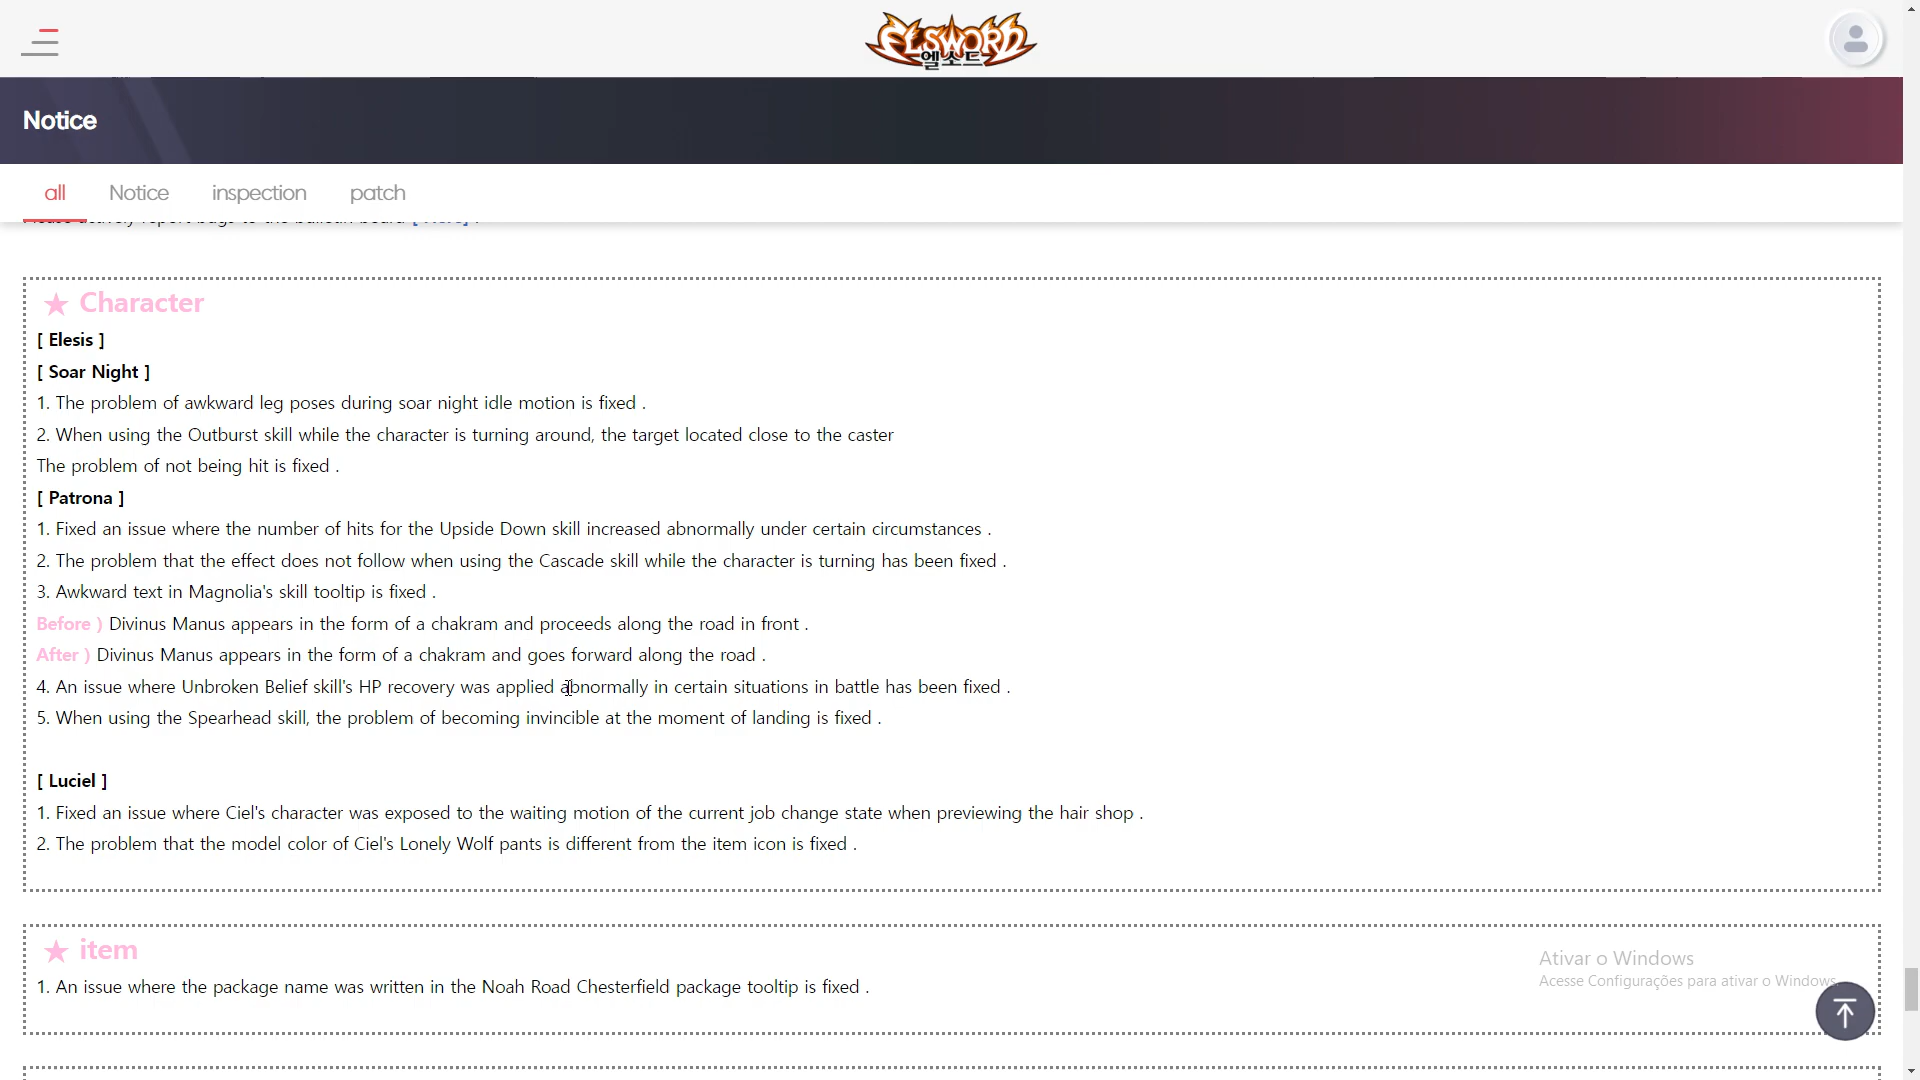 ELSWORD
엘소드
Notice
all Notice inspection patch
★ Character
[ Elesis ]
[ Soar Night ]
1. The problem of awkward leg poses during soar night idle motion is fixed .
2. When using the Outburst skill while the character is turning around, the target located close to the caster
The problem of not being hit is fixed .
[ Patrona ]
1. Fixed an issue where the number of hits for the Upside Down skill increased abnormally under certain circumstances .
2. The problem that the effect does not follow when using the Cascade skill while the character is turning has been fixed .
3. Awkward text in Magnolia's skill tooltip is fixed .
Before ) Divinus Manus appears in the form of a chakram and proceeds along the road in front .
After ) Divinus Manus appears in the form of a chakram and goes forward along the road .
4. An issue where Unbroken Belief skill's HP recovery was applied abnormally in certain situations in battle has been fixed .
5. When using the Spearhead skill, the problem of becoming invincible at the moment of landing is fixed .
[ Luciel ]
1. Fixed an issue where Ciel's character was exposed to the waiting motion of the current job change state when previewing the hair shop .
2. The problem that the model color of Ciel's Lonely Wolf pants is different from the item icon is fixed .
★ item
1. An issue where the package name was written in the Noah Road Chesterfield package tooltip is fixed .
Ativar o Windows
Acesse Configurações para ativar o Windows.